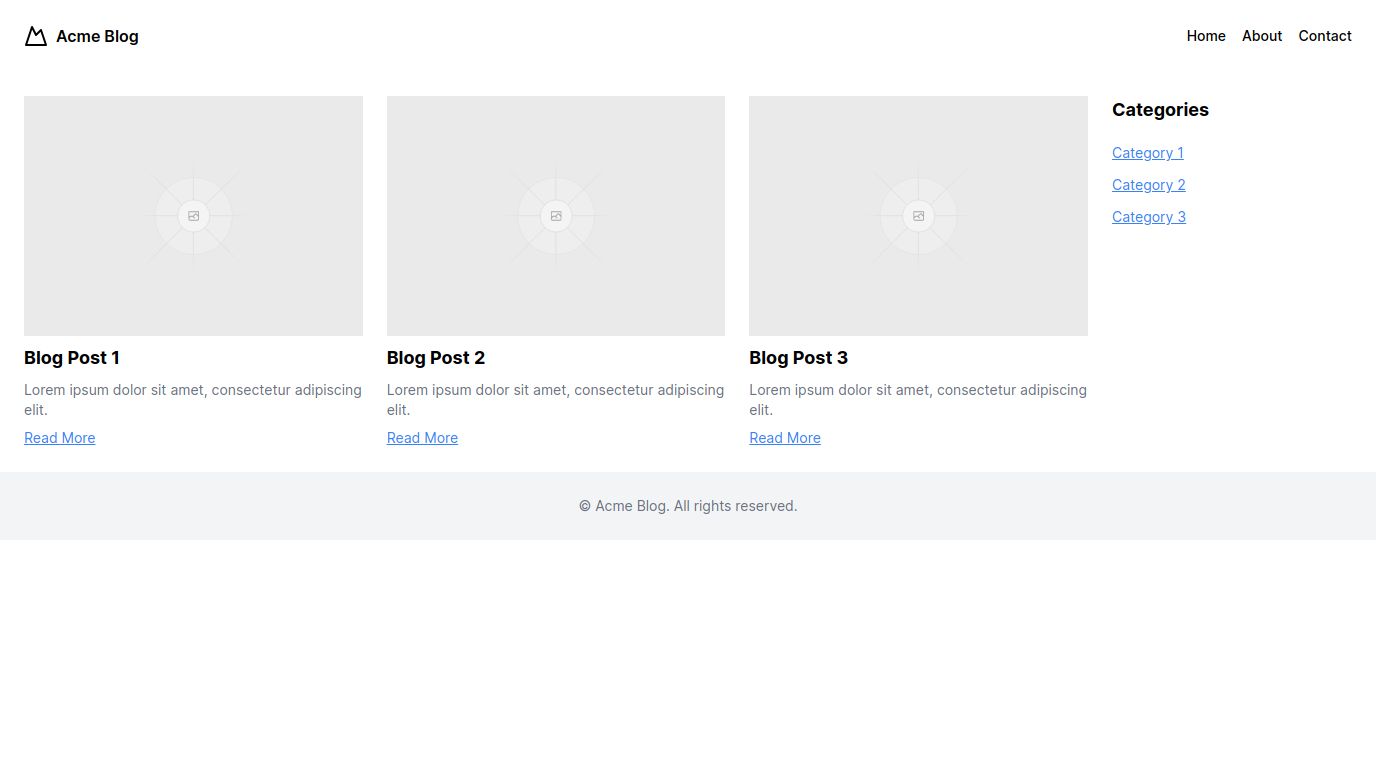 Acme Blog
Home About Contact
Blog Post 1
Lorem ipsum dolor sit amet, consectetur adipiscing
elit.
Read More
Blog Post 2
Lorem ipsum dolor sit amet, consectetur adipiscing
elit.
Read More
Blog Post 3
Lorem ipsum dolor sit amet, consectetur adipiscing
elit.
Read More
Categories
Category 1
Category 2
Category 3
© Acme Blog. All rights reserved.